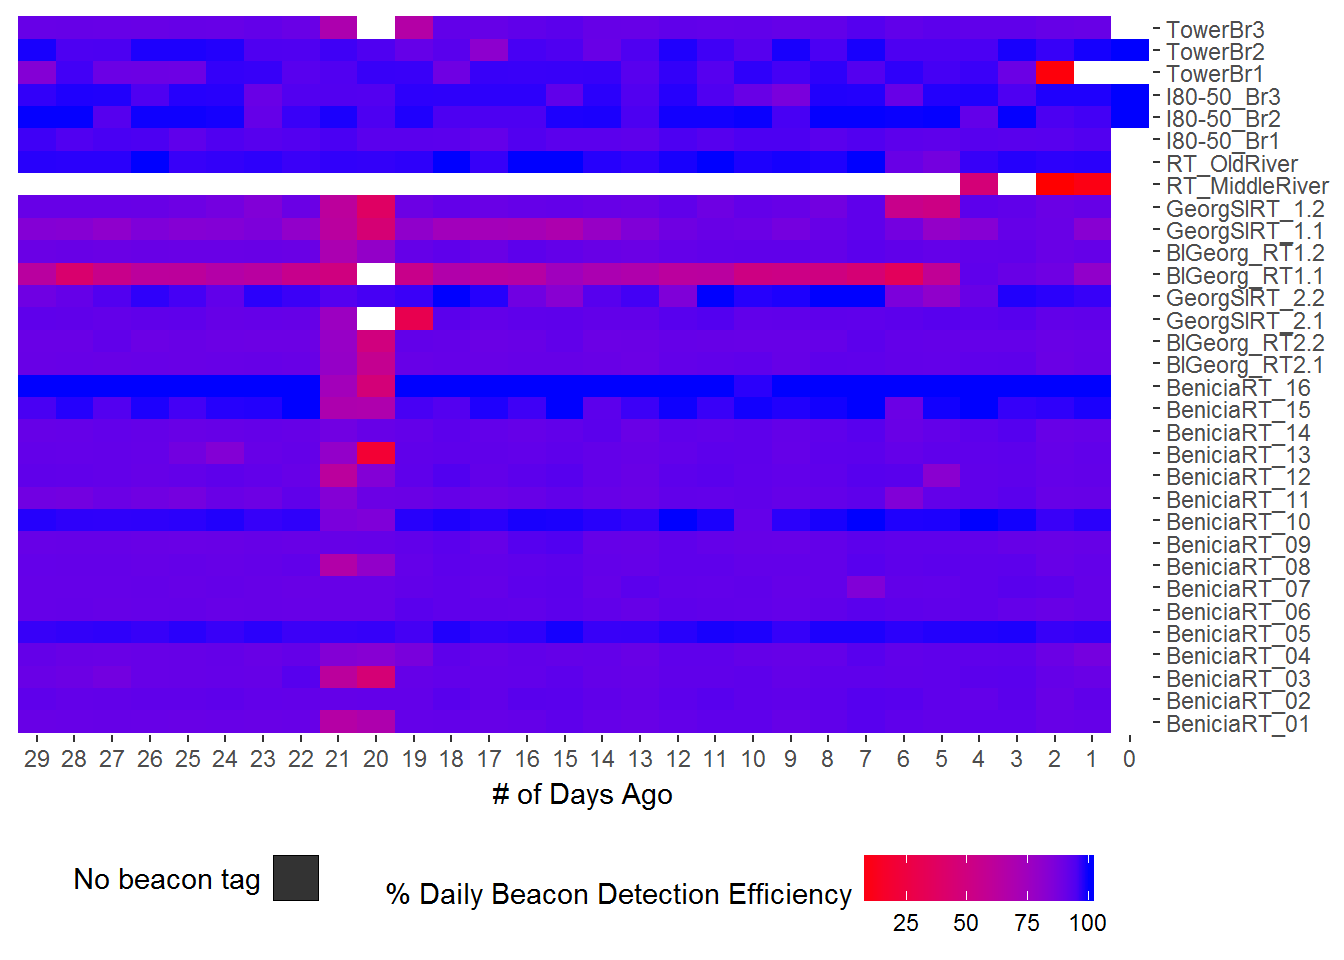 TowerBr3
TowerBr2
TowerBr1
I80-50_Br3
I80-50_Br2
I80-50_Br1
RT_OldRiver
RT_MiddleRiver
GeorgSlRT_1.2
GeorgSlRT_1.1
BlGeorg_RT1.2
BlGeorg_RT1.1
GeorgSlRT_2.2
GeorgSlRT_2.1
BlGeorg_RT2.2
BlGeorg_RT2.1
BeniciaRT_16
BeniciaRT_15
BeniciaRT_14
BeniciaRT_13
BeniciaRT_12
BeniciaRT_11
BeniciaRT_10
BeniciaRT_09
BeniciaRT_08
BeniciaRT_07
BeniciaRT_06
BeniciaRT_05
BeniciaRT_04
BeniciaRT_03
BeniciaRT_02
BeniciaRT_01
29 28 27 26 25 24 23 22 21 20 19 18 17 16 15 14 13 12 11 10 9 8 7 6 5 4 3 2 1 0
# of Days Ago
No beacon tag
% Daily Beacon Detection Efficiency
25 50 75 100